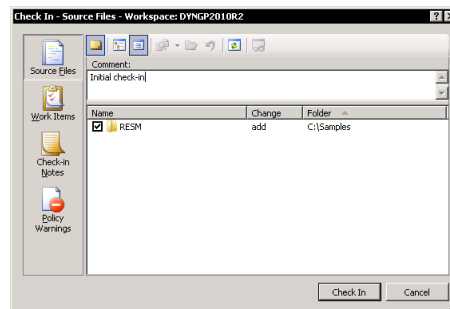 Check In - Source Files - Workspace: DYNGP2010R2
Source Files
Work Items
Check-in
Notes
Policy
Warnings
Comment:
Initial check-in
Name Change Folder
RESM add C:\Samples
Check In Cancel